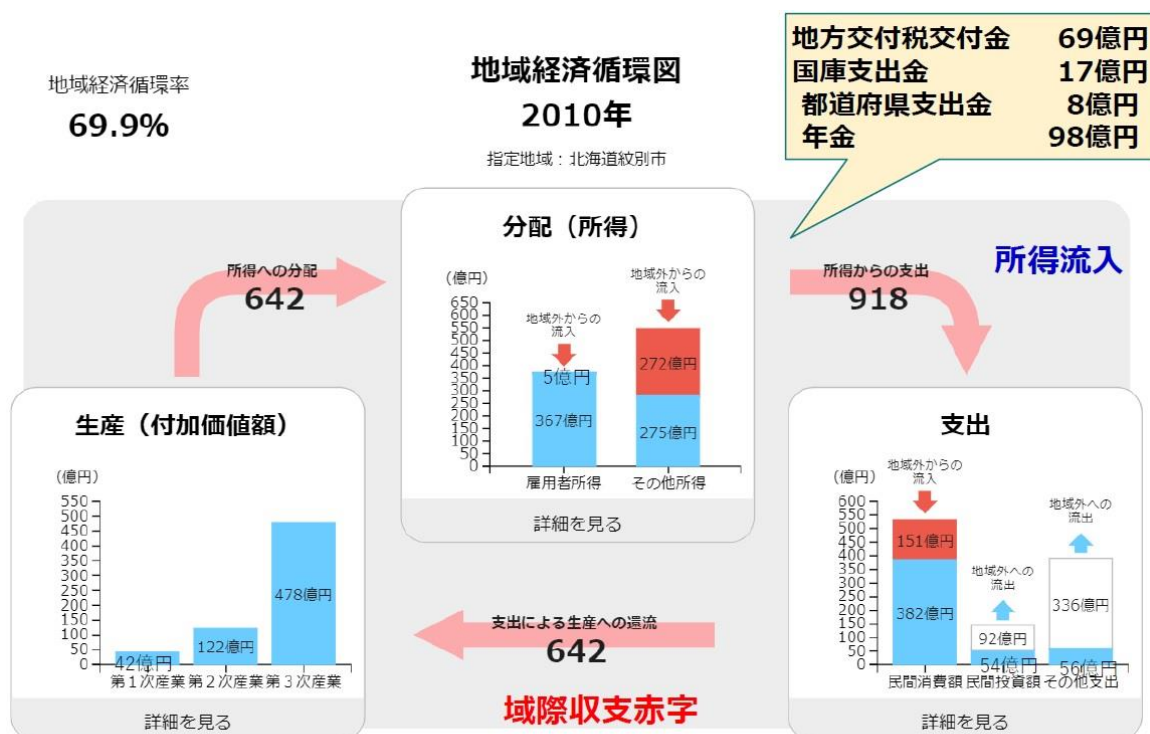 地域経済循環率
69.9%
地域経済循環図
2010年
指定地域：北海道紋別市
地方交付税交付金 69億円
国庫支出金 17億円
都道府県支出金 8億円
年金 98億円
所得への分配
642
分配（所得）
(億円)
650
600
550
500
450
400
350
300
250
200
150
100
50
0
地域外からの
流入
地域外からの
流入
5億円
367億円
272億円
275億円
雇用者所得 その他所得
詳細を見る
所得からの支出
918
所得流入
生産（付加価値額）
(億円)
550
500
450
400
350
300
250
200
150
100
50
0
42億円
122億円
478億円
第１次産業 第２次産業 第３次産業
詳細を見る
支出による生産への還流
642
域際収支赤字
支出
(億円)
600
550
500
450
400
350
300
250
200
150
100
50
0
地域外からの
流入
地域外への
流出
地域外への
流出
151億円
382億円
92億円
54億円
336億円
56億円
民間消費額 民間投資額 その他支出
詳細を見る